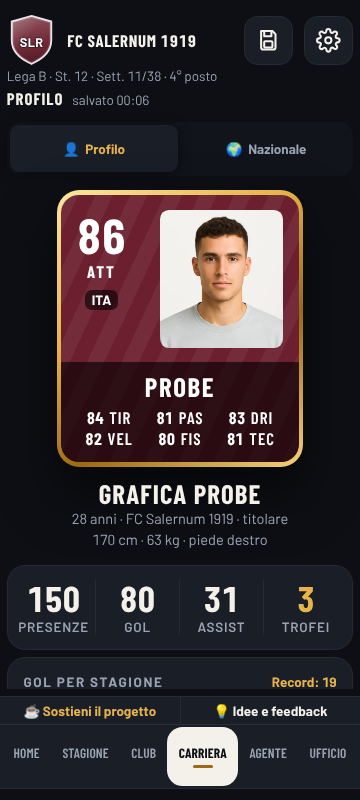 SLR
FC SALERNUM 1919
Lega B · St. 12 · Sett. 11/38 · 4° posto
PROFILO salvato 00:06
Profilo
Nazionale
86
ATT
ITA
PROBE
84 TIR 81 PAS 83 DRI
82 VEL 80 FIS 81 TEC
GRAFICA PROBE
28 anni · FC Salernum 1919 · titolare
170 cm · 63 kg · piede destro
150 80 31 3
PRESENZE GOL ASSIST TROFEI
GOL PER STAGIONE Record: 19
Sostieni il progetto Idee e feedback
HOME STAGIONE CLUB CARRIERA AGENTE UFFICIO